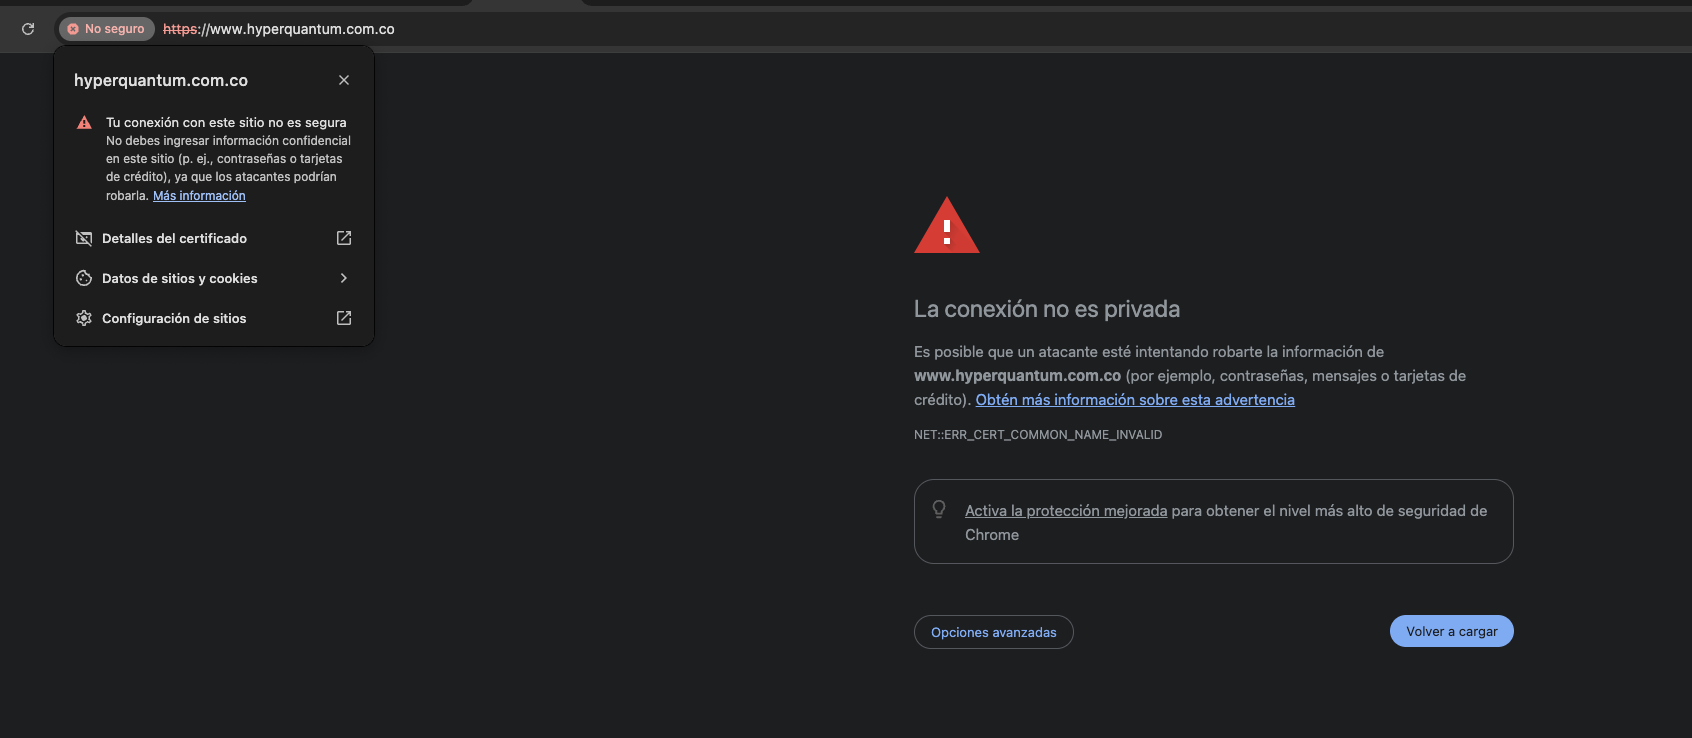 No seguro https://www.hyperquantum.com.co
hyperquantum.com.co
Tu conexión con este sitio no es segura
No debes ingresar información confidencial
en este sitio (p. ej., contraseñas o tarjetas
de crédito), ya que los atacantes podrían
robarla. Más información
Detalles del certificado
Datos de sitios y cookies
Configuración de sitios
La conexión no es privada
Es posible que un atacante esté intentando robarte la información de
www.hyperquantum.com.co (por ejemplo, contraseñas, mensajes o tarjetas de
crédito). Obtén más información sobre esta advertencia
NET::ERR_CERT_COMMON_NAME_INVALID
Activa la protección mejorada para obtener el nivel más alto de seguridad de
Chrome
Opciones avanzadas
Volver a cargar